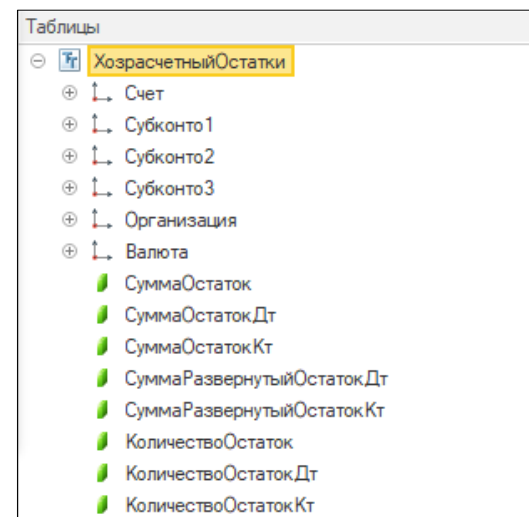 Таблицы
ХозрасчетныйОстатки
Счет
Субконто1
Субконто2
Субконто3
Организация
Валюта
СуммаОстаток
СуммаОстатокДт
СуммаОстатокКт
СуммаРазвернутыйОстатокДт
СуммаРазвернутыйОстатокКт
КоличествоОстаток
КоличествоОстатокДт
КоличествоОстатокКт